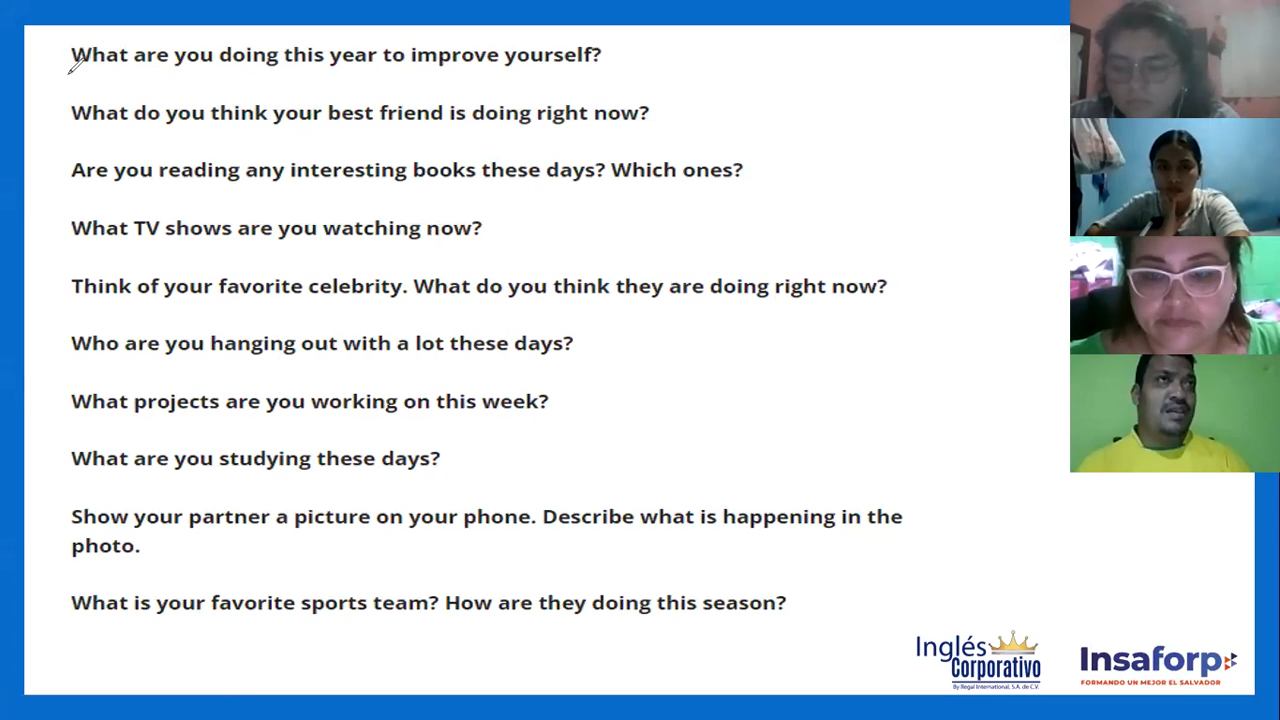 What are you doing this year to improve yourself?
What do you think your best friend is doing right now?
Are you reading any interesting books these days? Which ones?
What TV shows are you watching now?
Think of your favorite celebrity. What do you think they are doing right now?
Who are you hanging out with a lot these days?
What projects are you working on this week?
What are you studying these days?
Show your partner a picture on your phone. Describe what is happening in the
photo.
What is your favorite sports team? How are they doing this season?
Inglés
Corporativo
By Regal International, S.A. de C.V.
Insaforp
FORMANDO UN MEJOR EL SALVADOR